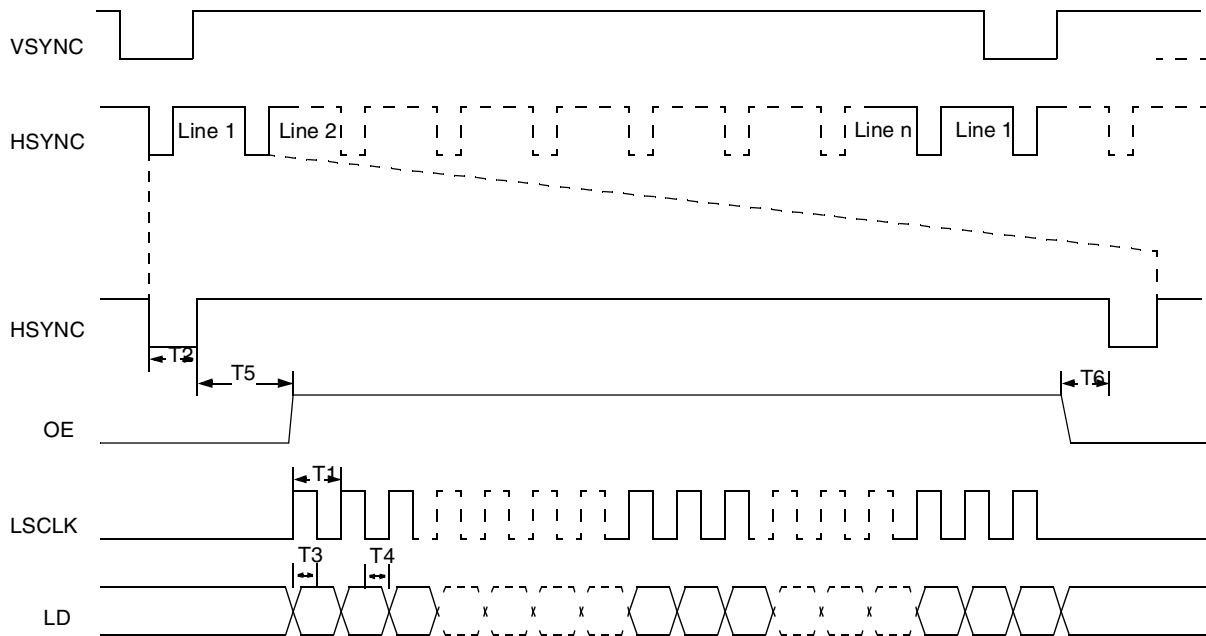 VSYNC
HSYNC
Line 1
Line 2
Line n
Line 1
HSYNC
T2
T5
T6
OE
T1
LSCLK
T3
T4
LD